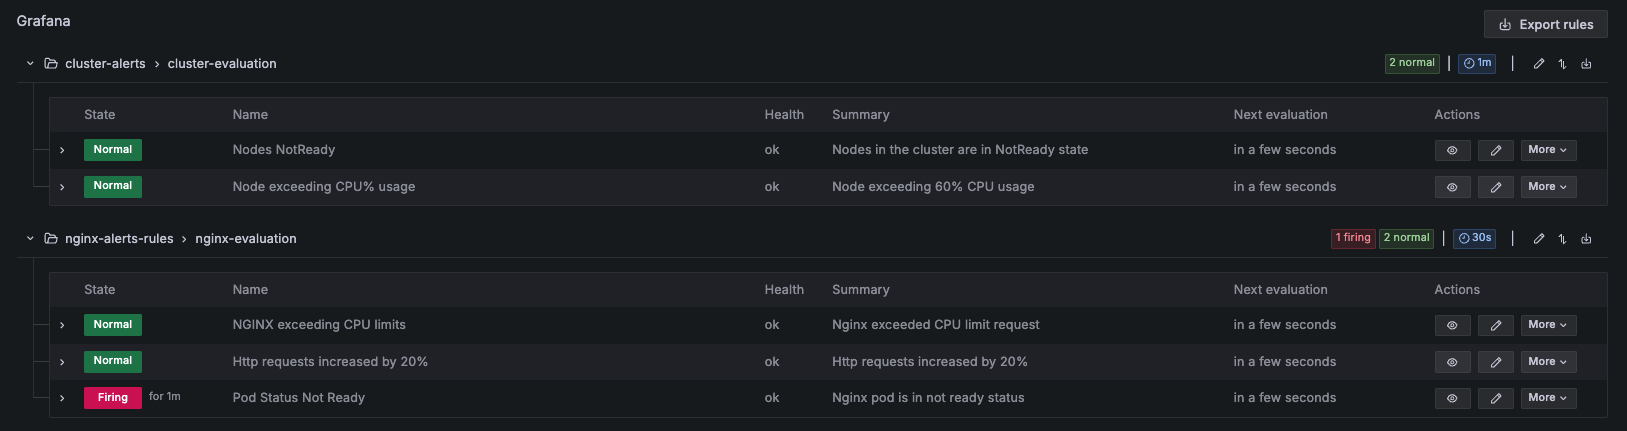 Grafana
Export rules
cluster-alerts > cluster-evaluation 2 normal | 1m |
State Name Health Summary Next evaluation Actions
Normal Nodes NotReady ok Nodes in the cluster are in NotReady state in a few seconds More
Normal Node exceeding CPU% usage ok Node exceeding 60% CPU usage in a few seconds More
nginx-alerts-rules > nginx-evaluation 1 firing 2 normal | 30s |
State Name Health Summary Next evaluation Actions
Normal NGINX exceeding CPU limits ok Nginx exceeded CPU limit request in a few seconds More
Normal Http requests increased by 20% ok Http requests increased by 20% in a few seconds More
Firing for 1m Pod Status Not Ready ok Nginx pod is in not ready status in a few seconds More